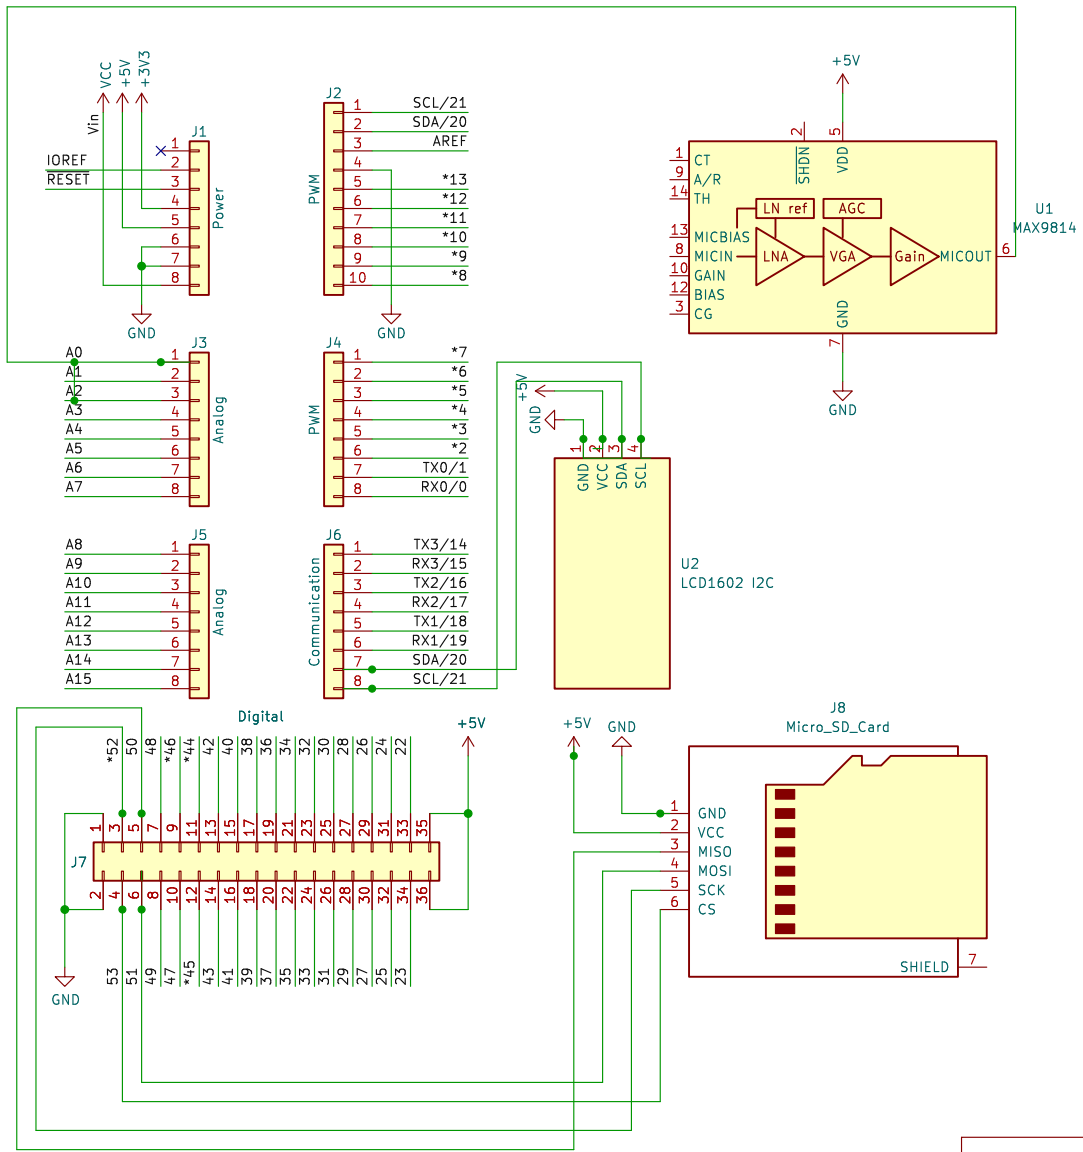 VCC
+5V
+3V3
Vin
J1
1
IOREF 2
RESET 3
4
5
6
7
8
Power
GND
J2
1 SCL/21
2 SDA/20
3 AREF
4
5 *13
6 *12
7 *11
8 *10
9 *9
10 *8
PWM
GND
+5V
2 5
SHDN VDD
1 CT
9 A/R
14 TH
13 MICBIAS
8 MICIN
10 GAIN
12 BIAS
3 CG
LN ref AGC
LNA VGA Gain MICOUT 6
U1
MAX9814
GND
7
GND
J3
A0 1
A1 2
A2 3
A3 4
A4 5
A5 6
A6 7
A7 8
Analog
J4
1 *7
2 *6
3 *5
4 *4
5 *3
6 *2
7 TX0/1
8 RX0/0
PWM
+5V
GND
1 2 3 4
GND VCC SDA SCL
U2
LCD1602 I2C
J5
A8 1
A9 2
A10 3
A11 4
A12 5
A13 6
A14 7
A15 8
Analog
J6
1 TX3/14
2 RX3/15
3 TX2/16
4 RX2/17
5 TX1/18
6 RX1/19
7 SDA/20
8 SCL/21
Communication
Digital
+5V
*52 50 48 *46 *44 42 40 38 36 34 32 30 28 26 24 22
1 3 5 7 9 11 13 15 17 19 21 23 25 27 29 31 33 35
J7
2 4 6 8 10 12 14 16 18 20 22 24 26 28 30 32 34 36
53 51 49 47 *45 43 41 39 37 35 33 31 29 27 25 23
GND
+5V
GND
J8
Micro_SD_Card
1 GND
2 VCC
3 MISO
4 MOSI
5 SCK
6 CS
SHIELD 7